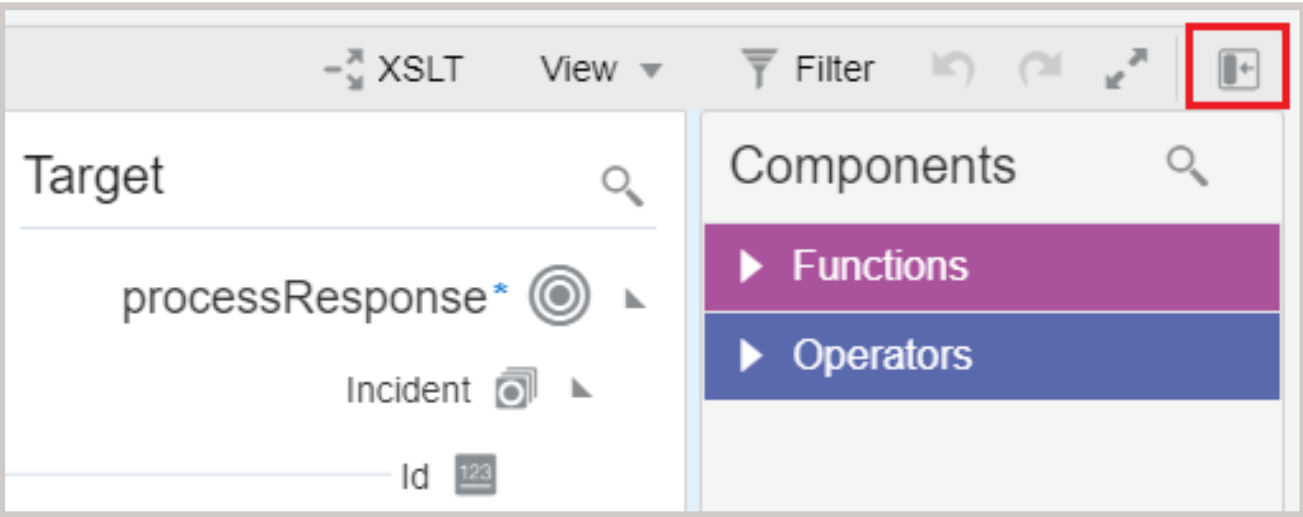 XSLT View Filter
Target
Components
Functions
processResponse*
Operators
Incident
Id 123